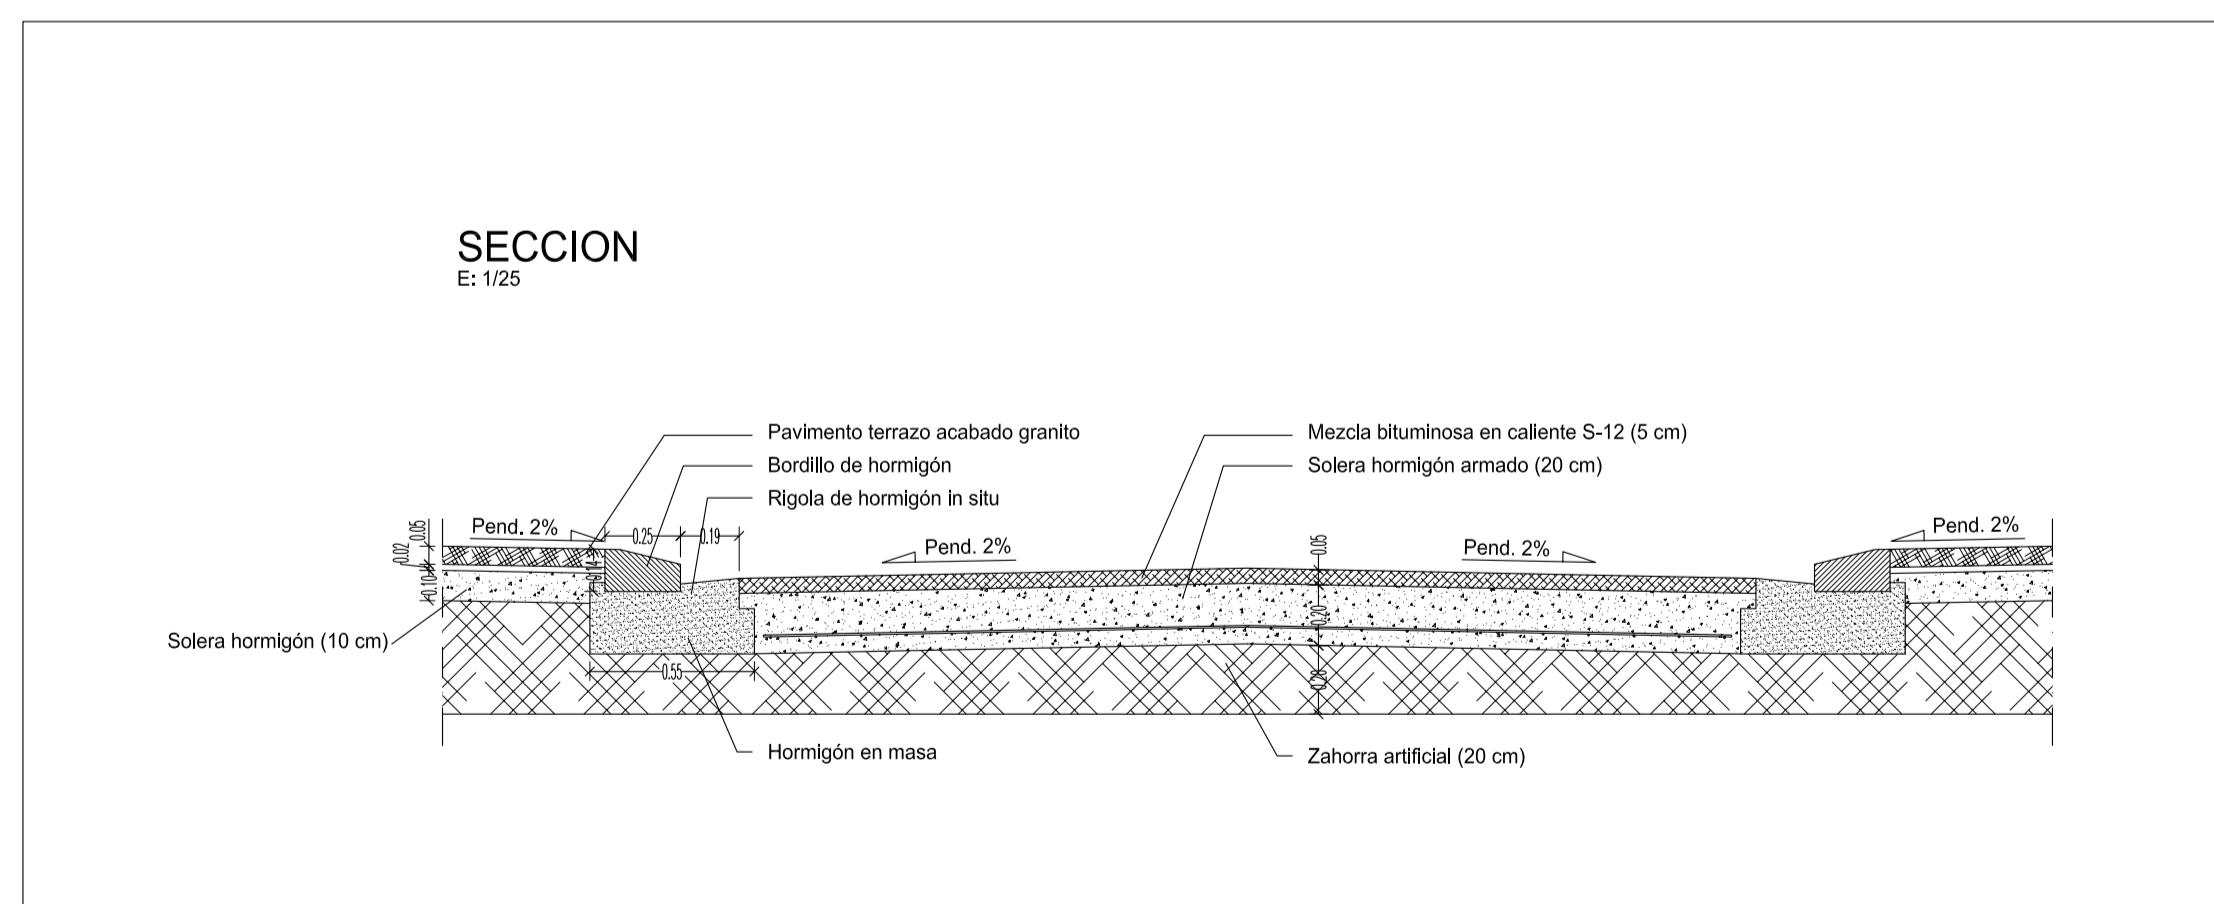 SECCION
E: 1/25
Pavimento terrazo acabado granito
Bordillo de hormigón
Rigola de hormigón in situ
Mezcla bituminosa en caliente S-12 (5 cm)
Solera hormigón armado (20 cm)
Pend. 2%
0.25
0.19
Pend. 2%
Pend. 2%
Pend. 2%
0.05
0.02
0.10
0.14
0.05
0.20
Solera hormigón (10 cm)
0.55
0.20
Hormigón en masa
Zahorra artificial (20 cm)